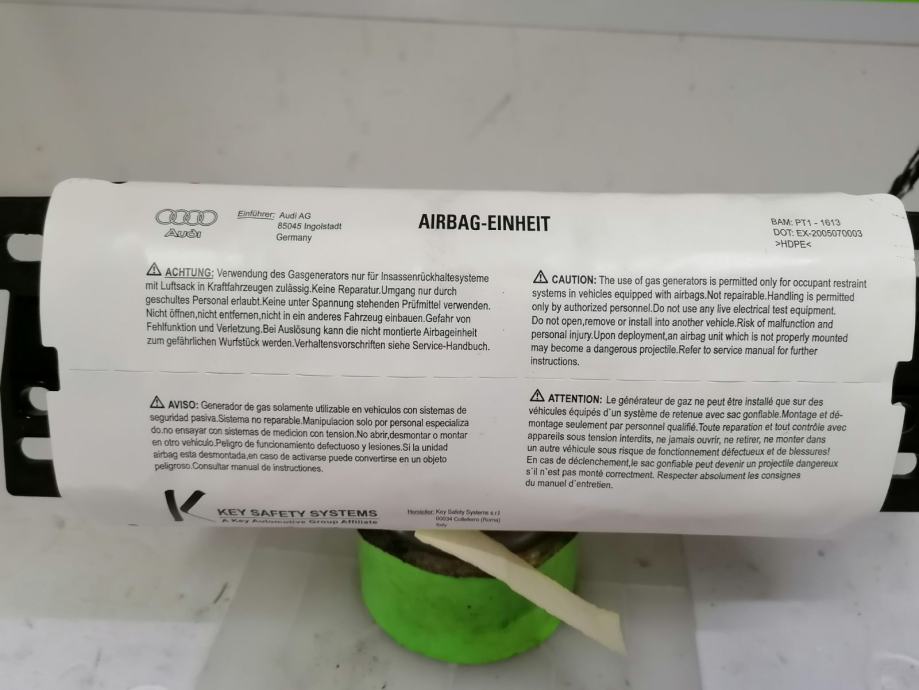 Audi
Einführer: Audi AG
85045 Ingolstadt
Germany
AIRBAG-EINHEIT
BAM: PT1 - 1613
DOT: EX-2005070003
>HDPE<
ACHTUNG: Verwendung des Gasgenerators nur für Insassenrückhaltesysteme
mit Luftsack in Kraftfahrzeugen zulässig.Keine Reparatur.Umgang nur durch
geschultes Personal erlaubt.Keine unter Spannung stehenden Prüfmittel verwenden.
Nicht öffnen,nicht entfernen,nicht in ein anderes Fahrzeug einbauen.Gefahr von
Fehlfunktion und Verletzung.Bei Auslösung kann die nicht montierte Airbageinheit
zum gefährlichen Wurfstück werden.Verhaltensvorschriften siehe Service-Handbuch.
CAUTION: The use of gas generators is permitted only for occupant restraint
systems in vehicles equipped with airbags.Not repairable.Handling is permitted
only by authorized personnel.Do not use any live electrical test equipment.
Do not open,remove or install into another vehicle.Risk of malfunction and
personal injury.Upon deployment,an airbag unit which is not properly mounted
may become a dangerous projectile.Refer to service manual for further
instructions.
AVISO: Generador de gas solamente utilizable en vehiculos con sistemas de
seguridad pasiva.Sistema no reparable.Manipulacion solo por personal especializa
do.no ensayar con sistemas de medicion con tension.No abrir,desmontar o montar
en otro vehiculo.Peligro de funcionamiento defectuoso y lesiones.Si la unidad
airbag esta desmontada,en caso de activarse puede convertirse en un objeto
peligroso.Consultar manual de instrucciones.
ATTENTION: Le générateur de gaz ne peut être installé que sur des
véhicules équipés d'un système de retenue avec sac gonflable.Montage et dé-
montage seulement par personnel qualifié.Toute reparation et tout contrôle avec
appareils sous tension interdits, ne jamais ouvrir, ne retirer, ne monter dans
un autre véhicule sous risque de fonctionnement défectueux et de blessures!
En cas de déclenchement,le sac gonflable peut devenir un projectile dangereux
s'il n'est pas monté correctment. Respecter absolument les consignes
du manuel d'entretien.
K KEY SAFETY SYSTEMS
A Key Automotive Group Affiliate
Hersteller: Key Safety Systems s.r.l
00034 Colleferro (Roma)
Italy